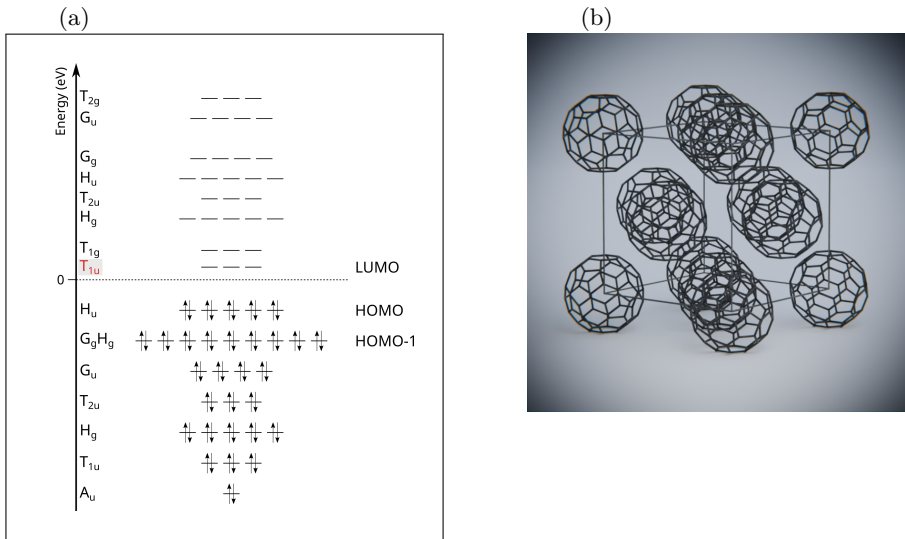 (a)
(b)
Energy (eV)
T2g
Gu
Gg
Hu
T2u
Hg
T1g
T1u LUMO
0
Hu HOMO
GgHg HOMO-1
Gu
T2u
Hg
T1u
Au